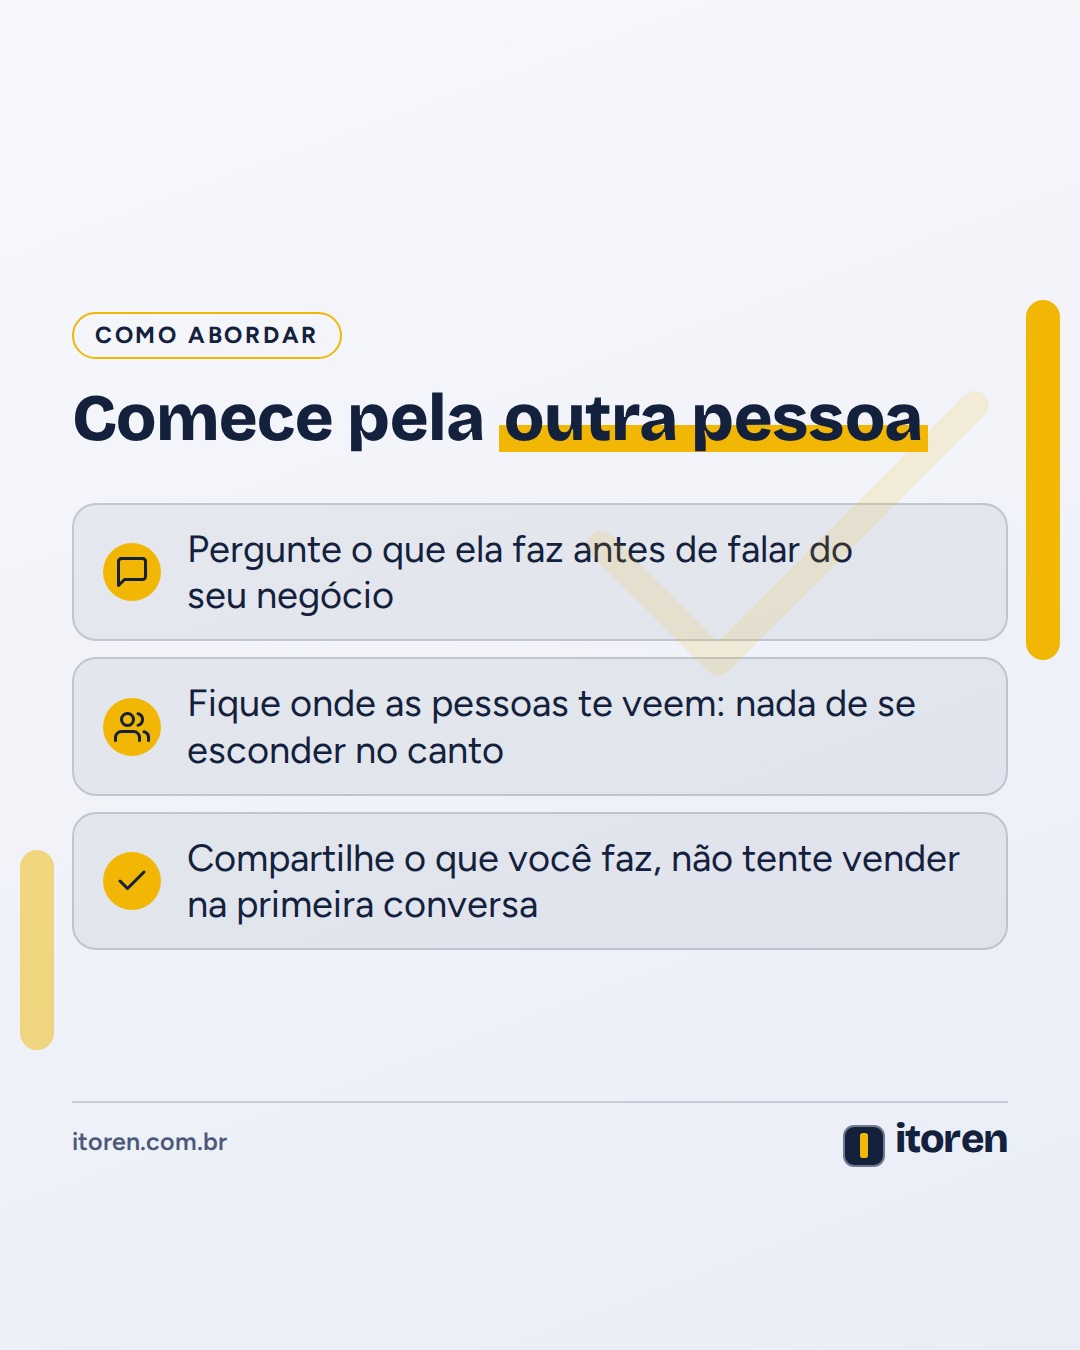 COMO ABORDAR
Comece pela outra pessoa
Pergunte o que ela faz antes de falar do
seu negócio
Fique onde as pessoas te veem: nada de se
esconder no canto
Compartilhe o que você faz, não tente vender
na primeira conversa
itoren.com.br
itoren